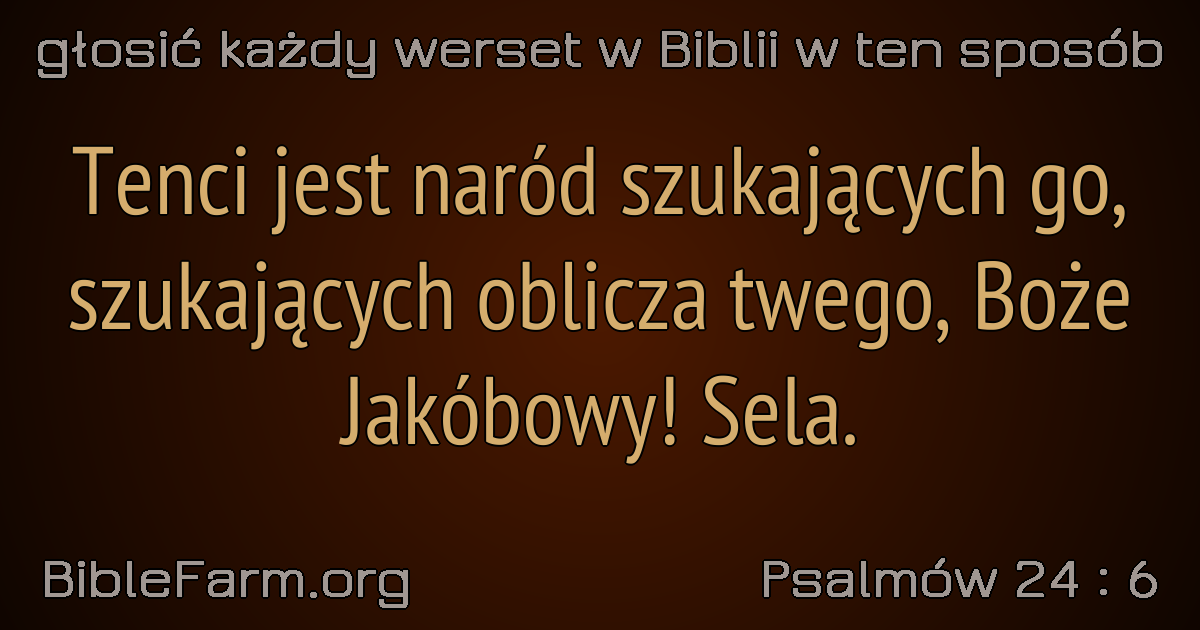 głosić każdy werset w Biblii w ten sposób
Tenci jest naród szukających go,
szukających oblicza twego, Boże
Jakóbowy! Sela.
BibleFarm.org
Psalmów 24 : 6